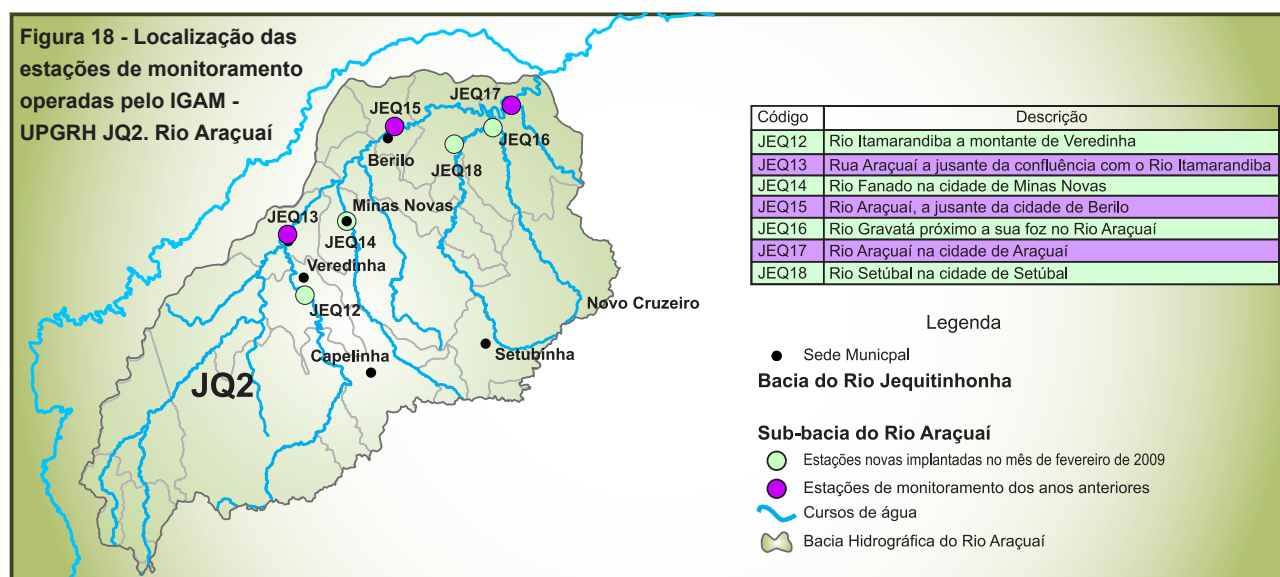 Figura 18 - Localização das
estações de monitoramento
operadas pelo IGAM -
UPGRH JQ2. Rio Araçuaí
JEQ17
JEQ15
JEQ16
Berilo
JEQ18
Minas Novas
JEQ13
JEQ14
Veredinha
JEQ12
Novo Cruzeiro
Setubinha
Capelinha
JQ2
Código Descrição
JEQ12 Rio Itamarandiba a montante de Veredinha
JEQ13 Rua Araçuaí a jusante da confluência com o Rio Itamarandiba
JEQ14 Rio Fanado na cidade de Minas Novas
JEQ15 Rio Araçuaí, a jusante da cidade de Berilo
JEQ16 Rio Gravatá próximo a sua foz no Rio Araçuaí
JEQ17 Rio Araçuaí na cidade de Araçuaí
JEQ18 Rio Setúbal na cidade de Setúbal
Legenda
Sede Municpal
Bacia do Rio Jequitinhonha
Sub-bacia do Rio Araçuaí
Estações novas implantadas no mês de fevereiro de 2009
Estações de monitoramento dos anos anteriores
Cursos de água
Bacia Hidrográfica do Rio Araçuaí